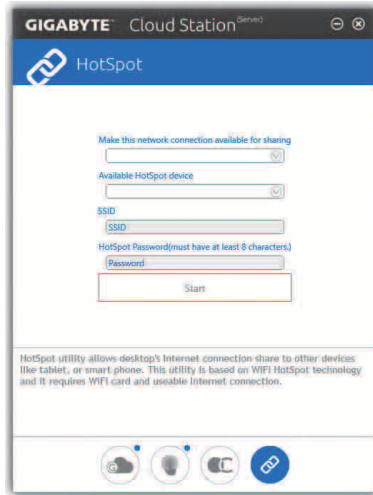 GIGABYTE™ Cloud Station(Server)
HotSpot
Make this network connection available for sharing
Available HotSpot device
SSID
SSID
HotSpot Password(must have at least 8 characters.)
Password
Start
HotSpot utility allows desktop's Internet connection share to other devices
like tablet, or smart phone. This utility is based on WIFI HotSpot technology
and it requires WIFI card and useable Internet connection.